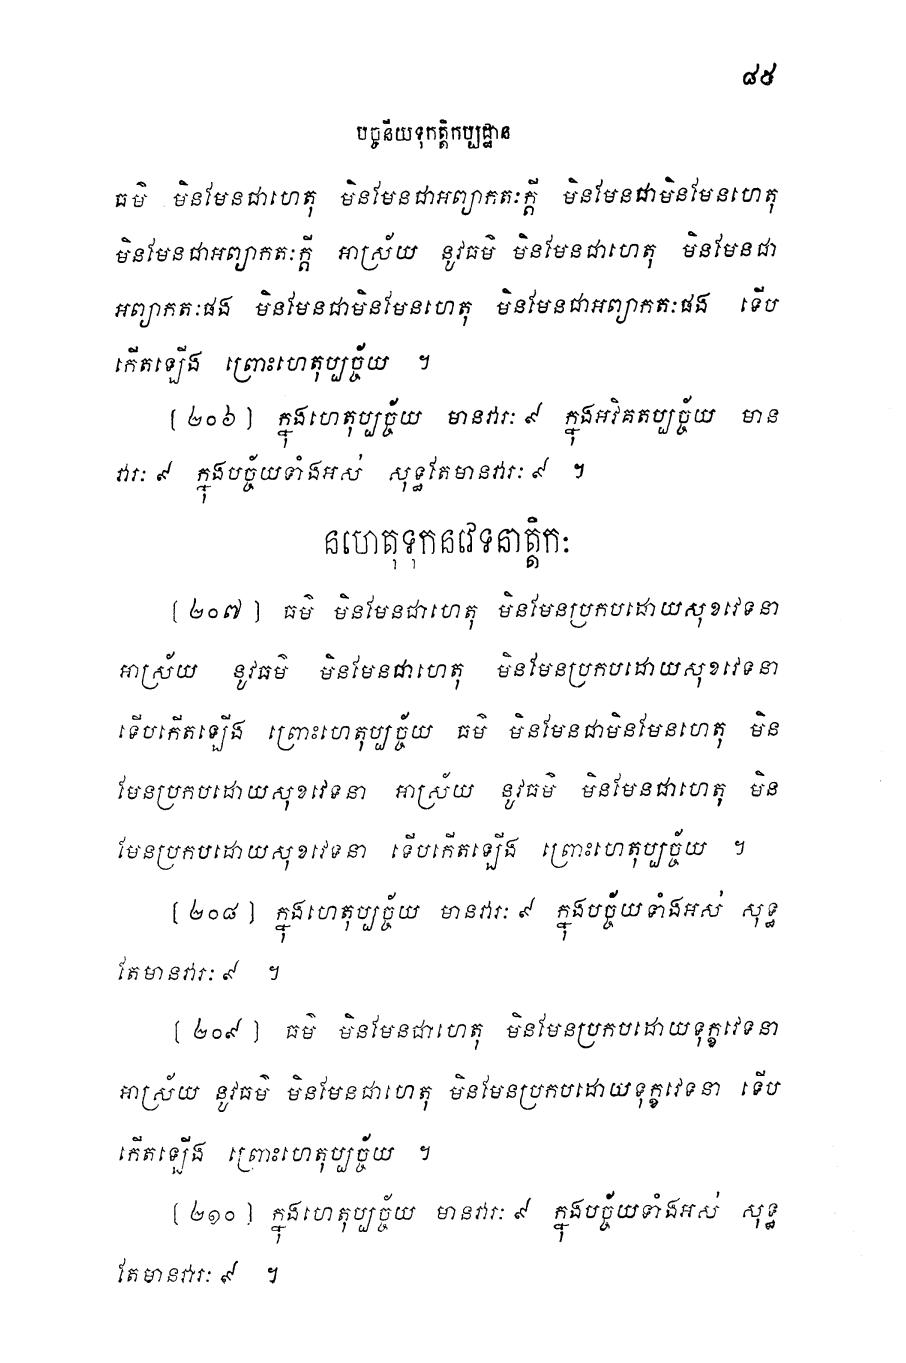 ៨៥
បច្ចនីយទុកត្តិកប្បដ្ឋាន
ធម៌ មិនមែនជាហេតុ មិនមែនជាអព្យាកតៈក្តី មិនមែនជាមិនមែនហេតុ
មិនមែនជាអព្យាកតៈក្តី អាស្រ័យ នូវធម៌ មិនមែនជាហេតុ មិនមែនជា
អព្យាកតៈផង មិនមែនជាមិនមែនហេតុ មិនមែនជាអព្យាកតៈផង ទើប
កើតឡើង ព្រោះហេតុប្បច្ច័យ ។
[ ២០៦ ] ក្នុងហេតុប្បច្ច័យ មានវារៈ ៩ ក្នុងអវិគតប្បច្ច័យ មាន
វារៈ ៩ ក្នុងបច្ច័យទាំងអស់ សុទ្ធតែមានវារៈ ៩ ។
នហេតុទុកនវេទនាត្តិកៈ
[ ២០៧ ] ធម៌ មិនមែនជាហេតុ មិនមែនប្រកបដោយសុខវេទនា
អាស្រ័យ នូវធម៌ មិនមែនជាហេតុ មិនមែនប្រកបដោយសុខវេទនា
ទើបកើតឡើង ព្រោះហេតុប្បច្ច័យ ធម៌ មិនមែនជាមិនមែនហេតុ មិន
មែនប្រកបដោយសុខវេទនា អាស្រ័យ នូវធម៌ មិនមែនជាហេតុ មិន
មែនប្រកបដោយសុខវេទនា ទើបកើតឡើង ព្រោះហេតុប្បច្ច័យ ។
[ ២០៨ ] ក្នុងហេតុប្បច្ច័យ មានវារៈ ៩ ក្នុងបច្ច័យទាំងអស់ សុទ្ធ
តែមានវារៈ ៩ ។
[ ២០៩ ] ធម៌ មិនមែនជាហេតុ មិនមែនប្រកបដោយទុក្ខវេទនា
អាស្រ័យ នូវធម៌ មិនមែនជាហេតុ មិនមែនប្រកបដោយទុក្ខវេទនា ទើប
កើតឡើង ព្រោះហេតុប្បច្ច័យ ។
[ ២១០ ] ក្នុងហេតុប្បច្ច័យ មានវារៈ ៩ ក្នុងបច្ច័យទាំងអស់ សុទ្ធ
តែមានវារៈ ៩ ។